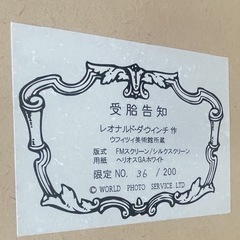 受胎告知
レオナルド・ダ・ウィンチ 作
ウフィツィ美術館所蔵
版式 FMスクリーン/シルクスクリーン
用紙 ヘリオスGAホワイト
限定 NO. 36 /200
© WORLD PHOTO SERVICE LTD